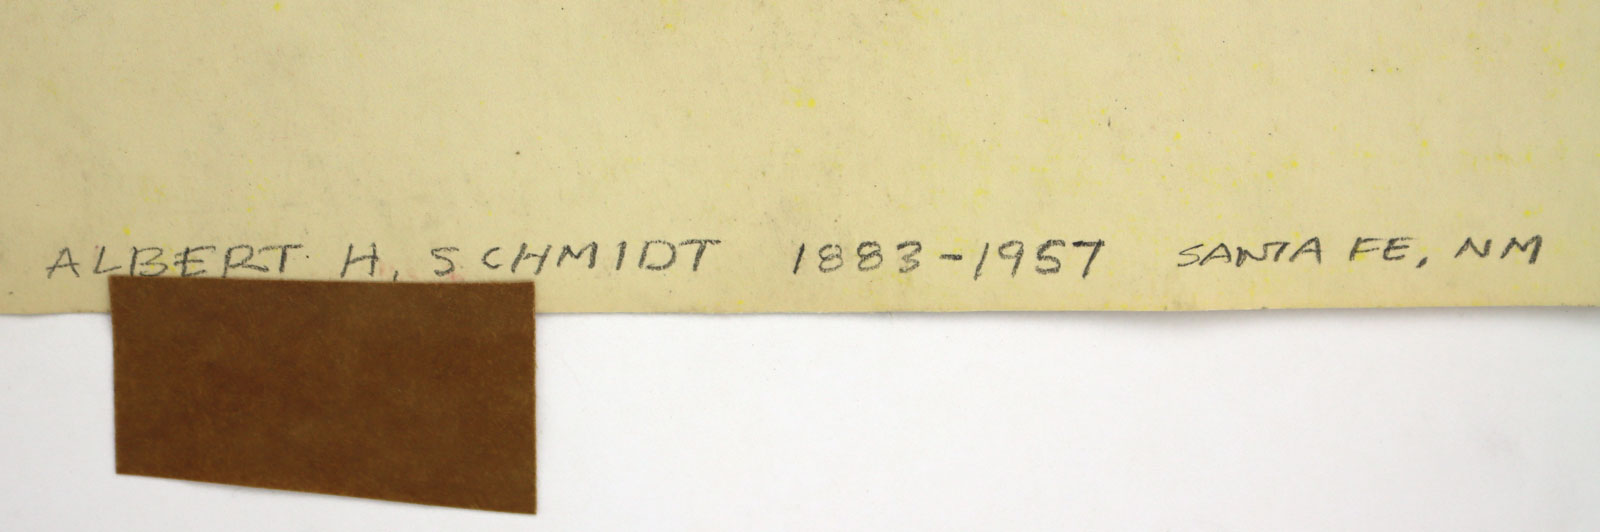 ALBERT H. SCHMIDT 1883-1957 SANTA FE, NM